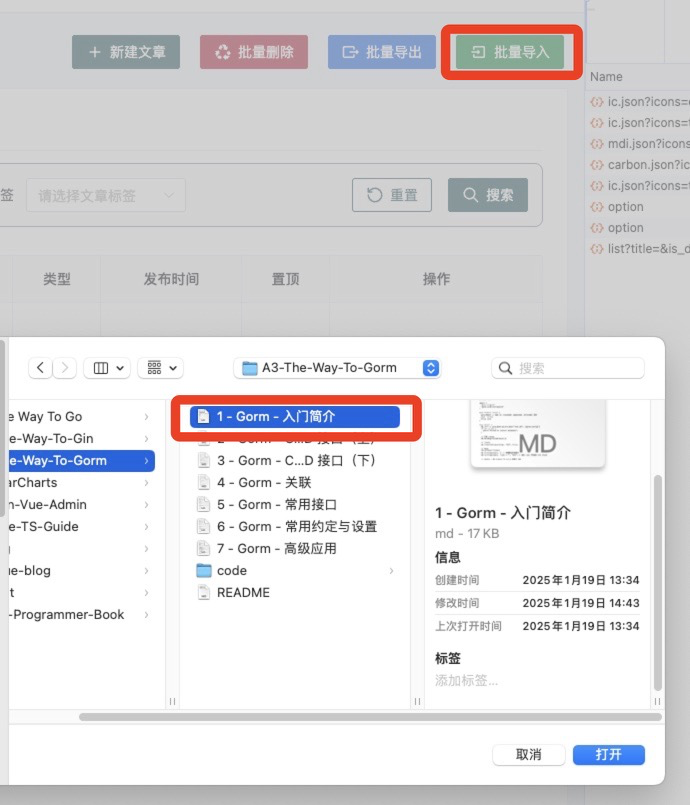 新建文章 批量删除 批量导出 批量导入
Name
ic.json?icons=
ic.json?icons=
mdi.json?icons
carbon.json?ic
ic.json?icons=
option
option
list?title=&is_d
签 请选择文章标签 重置 搜索
类型 发布时间 置顶 操作
A3-The-Way-To-Gorm 搜索
e Way To Go
e-Way-To-Gin
e-Way-To-Gorm
arCharts
n-Vue-Admin
e-TS-Guide
ue-blog
t
-Programmer-Book
1 - Gorm - 入门简介
2 - Gorm - C...D 接口（上）
3 - Gorm - C...D 接口（下）
4 - Gorm - 关联
5 - Gorm - 常用接口
6 - Gorm - 常用约定与设置
7 - Gorm - 高级应用
code
README
MD
1 - Gorm - 入门简介
md - 17 KB
信息
创建时间 2025年1月19日 13:34
修改时间 2025年1月19日 14:43
上次打开时间 2025年1月19日 13:34
标签
添加标签...
取消 打开